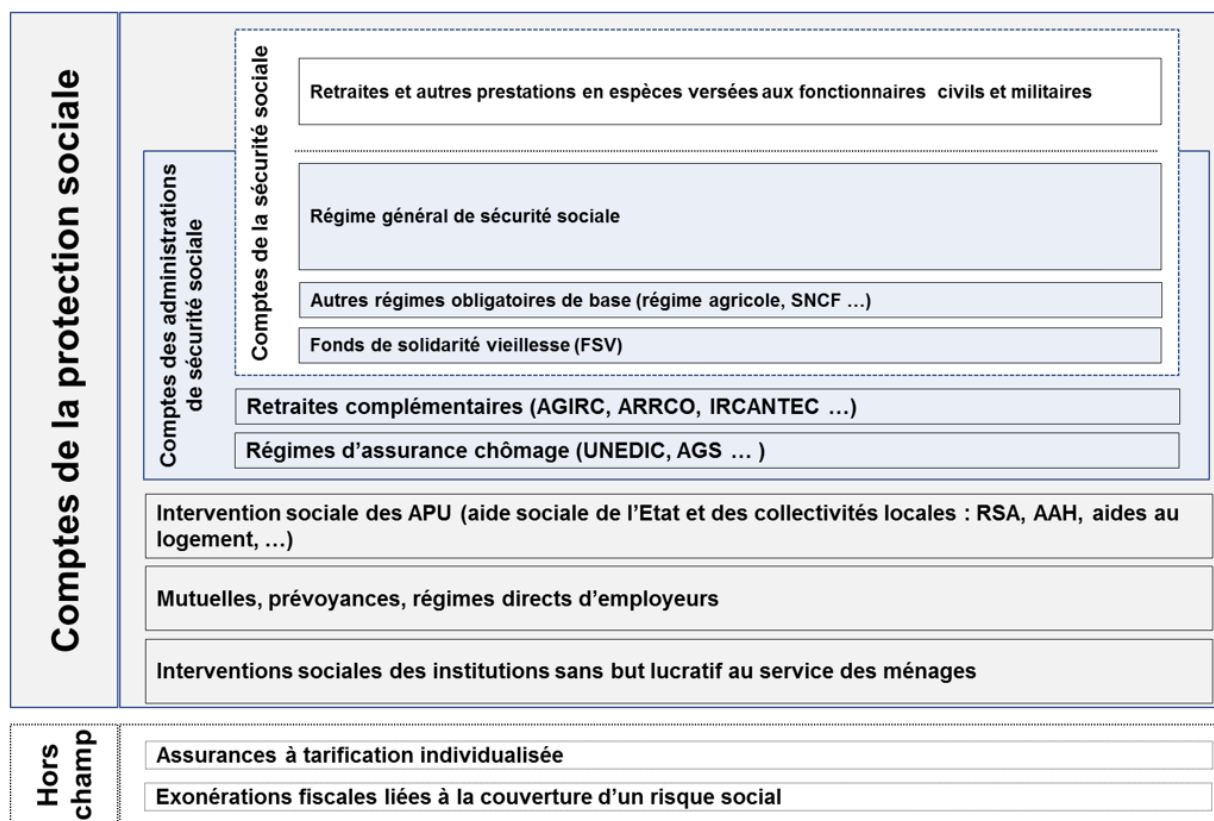 Comptes de la protection sociale
Comptes des administrations
de sécurité sociale
Comptes de la sécurité sociale
Retraites et autres prestations en espèces versées aux fonctionnaires civils et militaires
Régime général de sécurité sociale
Autres régimes obligatoires de base (régime agricole, SNCF …)
Fonds de solidarité vieillesse (FSV)
Retraites complémentaires (AGIRC, ARRCO, IRCANTEC …)
Régimes d’assurance chômage (UNEDIC, AGS … )
Intervention sociale des APU (aide sociale de l’Etat et des collectivités locales : RSA, AAH, aides au
logement, …)
Mutuelles, prévoyances, régimes directs d’employeurs
Interventions sociales des institutions sans but lucratif au service des ménages
Hors
champ
Assurances à tarification individualisée
Exonérations fiscales liées à la couverture d’un risque social